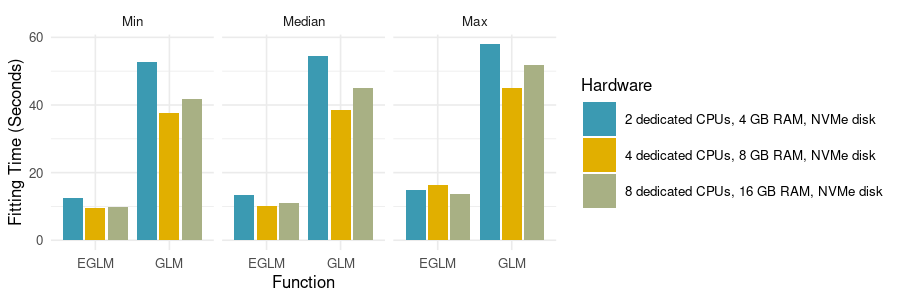 Min
Median
Max
60
40
20
0
Fitting Time (Seconds)
EGLM
GLM
EGLM
GLM
EGLM
GLM
Function
Hardware
2 dedicated CPUs, 4 GB RAM, NVMe disk
4 dedicated CPUs, 8 GB RAM, NVMe disk
8 dedicated CPUs, 16 GB RAM, NVMe disk